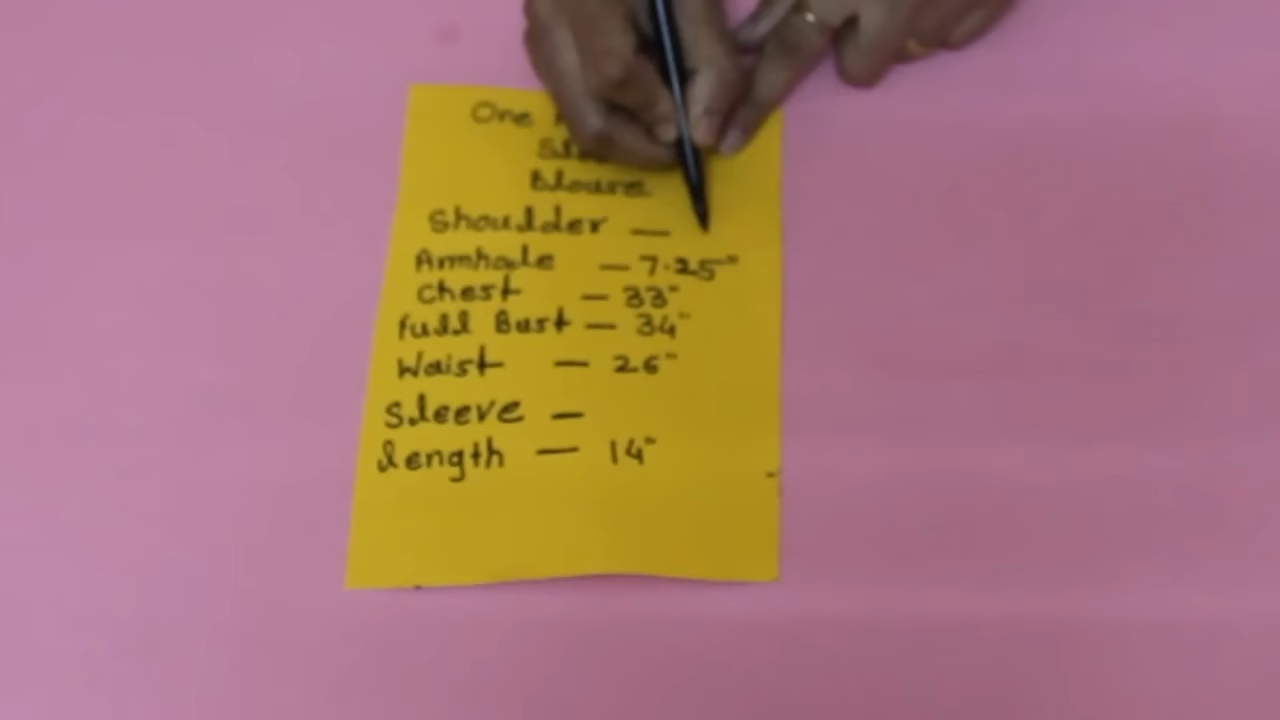 One
Blouse
Shoulder —
Armhole — 7.25"
chest — 33"
full Bust — 34"
Waist — 26"
sleeve —
length — 14"